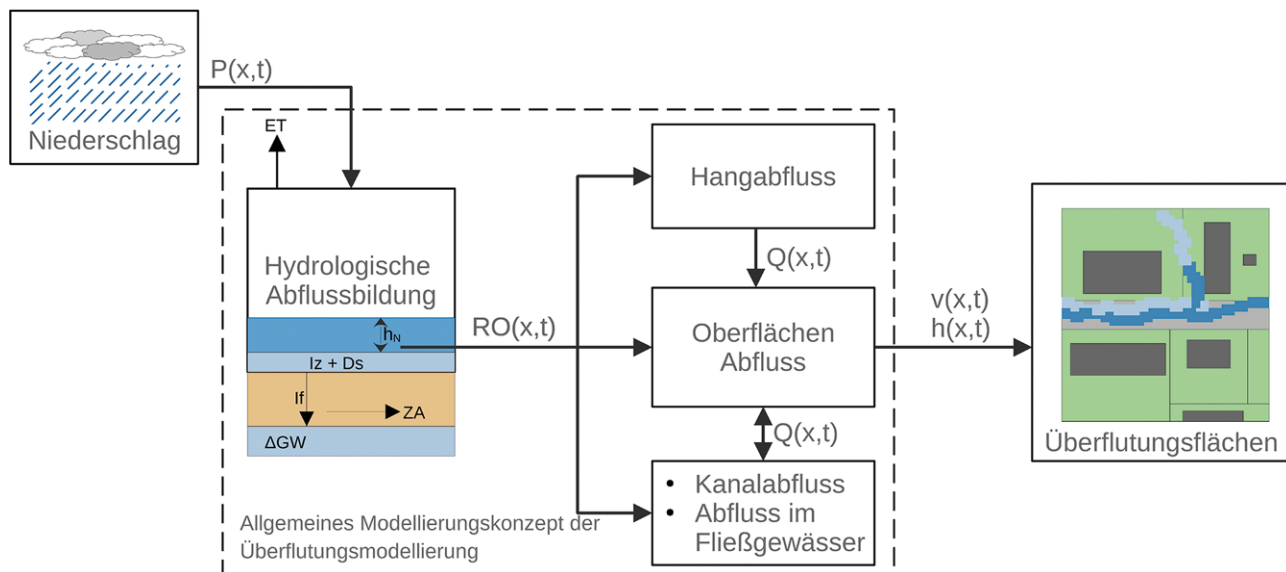 Niederschlag
P(x,t)
ET
Hydrologische
Abflussbildung
h_N
Iz + Ds
If
ZA
ΔGW
RO(x,t)
Hangabfluss
Q(x,t)
Oberflächen
Abfluss
Q(x,t)
• Kanalabfluss
• Abfluss im
Fließgewässer
Allgemeines Modellierungskonzept der
Überflutungsmodellierung
v(x,t)
h(x,t)
Überflutungsflächen